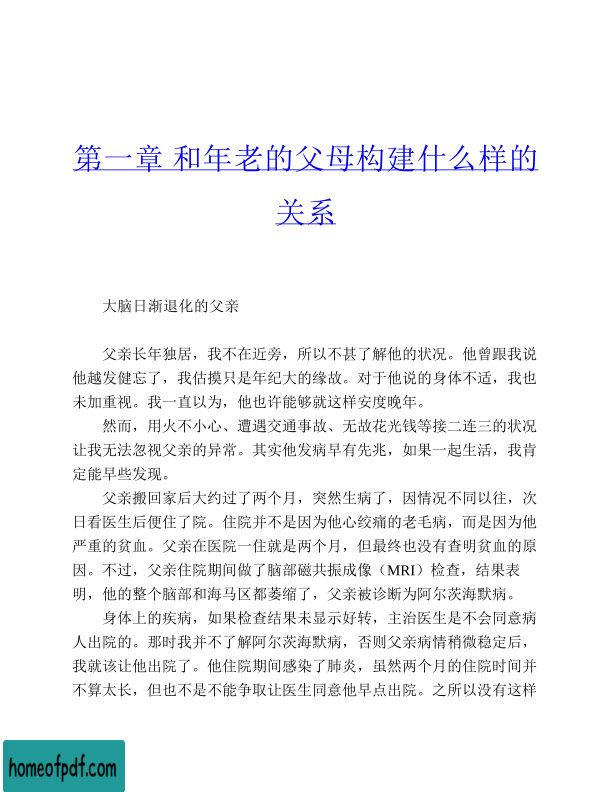 第一章 和年老的父母构建什么样的
关系
大脑日渐退化的父亲
父亲长年独居，我不在近旁，所以不甚了解他的状况。他曾跟我说
他越发健忘了，我估摸只是年纪大的缘故。对于他说的身体不适，我也
未加重视。我一直以为，他也许能够就这样安度晚年。
然而，用火不小心、遭遇交通事故、无故花光钱等接二连三的状况
让我无法忽视父亲的异常。其实他发病早有先兆，如果一起生活，我肯
定能早些发现。
父亲搬回家后大约过了两个月，突然生病了，因情况不同以往，次
日看医生后便住了院。住院并不是因为他心绞痛的老毛病，而是因为他
严重的贫血。父亲在医院一住就是两个月，但最终也没有查明贫血的原
因。不过，父亲住院期间做了脑部磁共振成像（MRI）检查，结果表
明，他的整个脑部和海马区都萎缩了，父亲被诊断为阿尔茨海默病。
身体上的疾病，如果检查结果未显示好转，主治医生是不会同意病
人出院的。那时我并不了解阿尔茨海默病，否则父亲病情稍微稳定后，
我就该让他出院了。他住院期间感染了肺炎，虽然两个月的住院时间并
不算太长，但也不是不能争取让医生同意他早点出院。之所以没有这样
homeofpdf.com